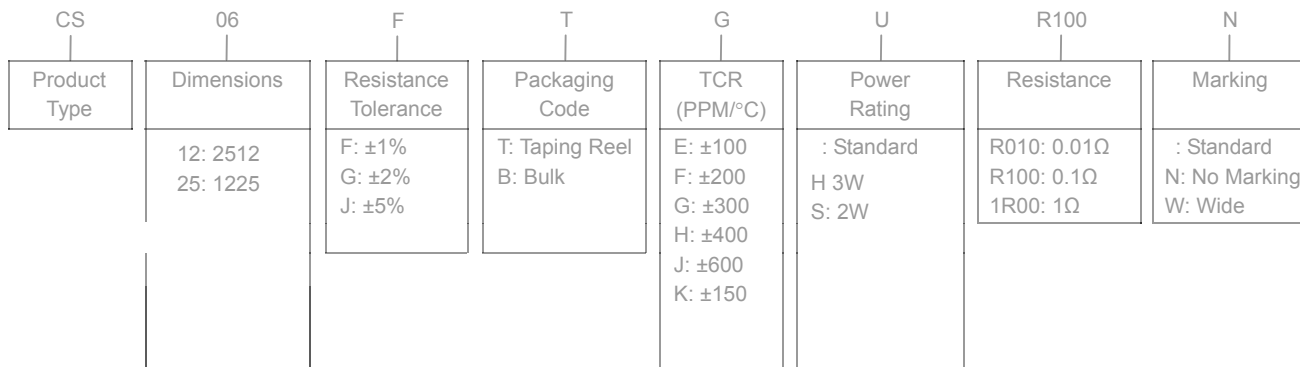 CS 06 F T G U R100 N
Product Type
Dimensions
Resistance Tolerance
Packaging Code
TCR (PPM/°C)
Power Rating
Resistance
Marking
12: 2512
25: 1225
F: ±1%
G: ±2%
J: ±5%
T: Taping Reel
B: Bulk
E: ±100
F: ±200
G: ±300
H: ±400
J: ±600
K: ±150
: Standard
H 3W
S: 2W
R010: 0.01Ω
R100: 0.1Ω
1R00: 1Ω
: Standard
N: No Marking
W: Wide